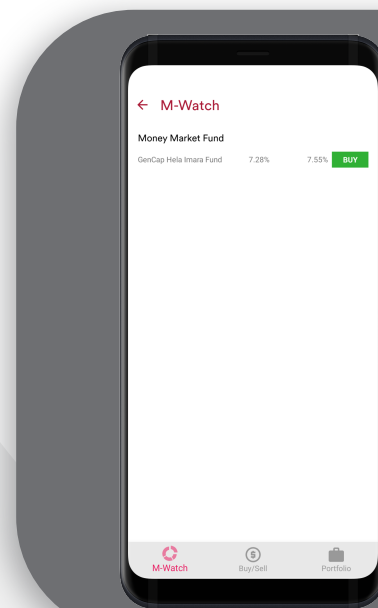 ← M-Watch
Money Market Fund
GenCap Hela Imara Fund 7.28% 7.55% BUY
M-Watch Buy/Sell Portfolio